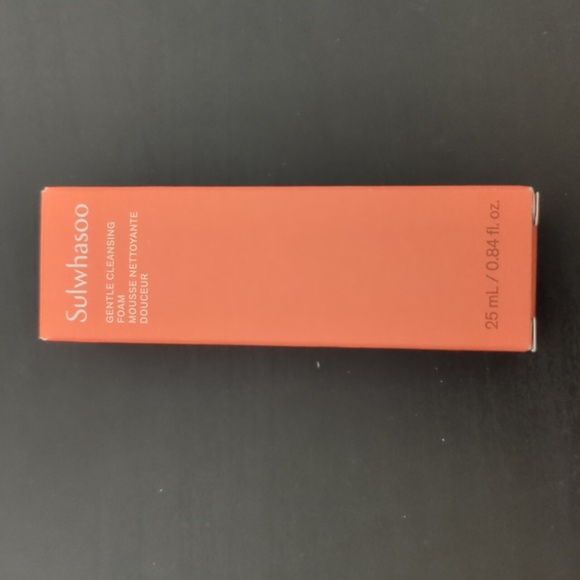 Sulwhasoo
GENTLE CLEANSING
FOAM
MOUSSE NETTOYANTE
DOUCEUR
25 mL / 0.84 fl. oz.